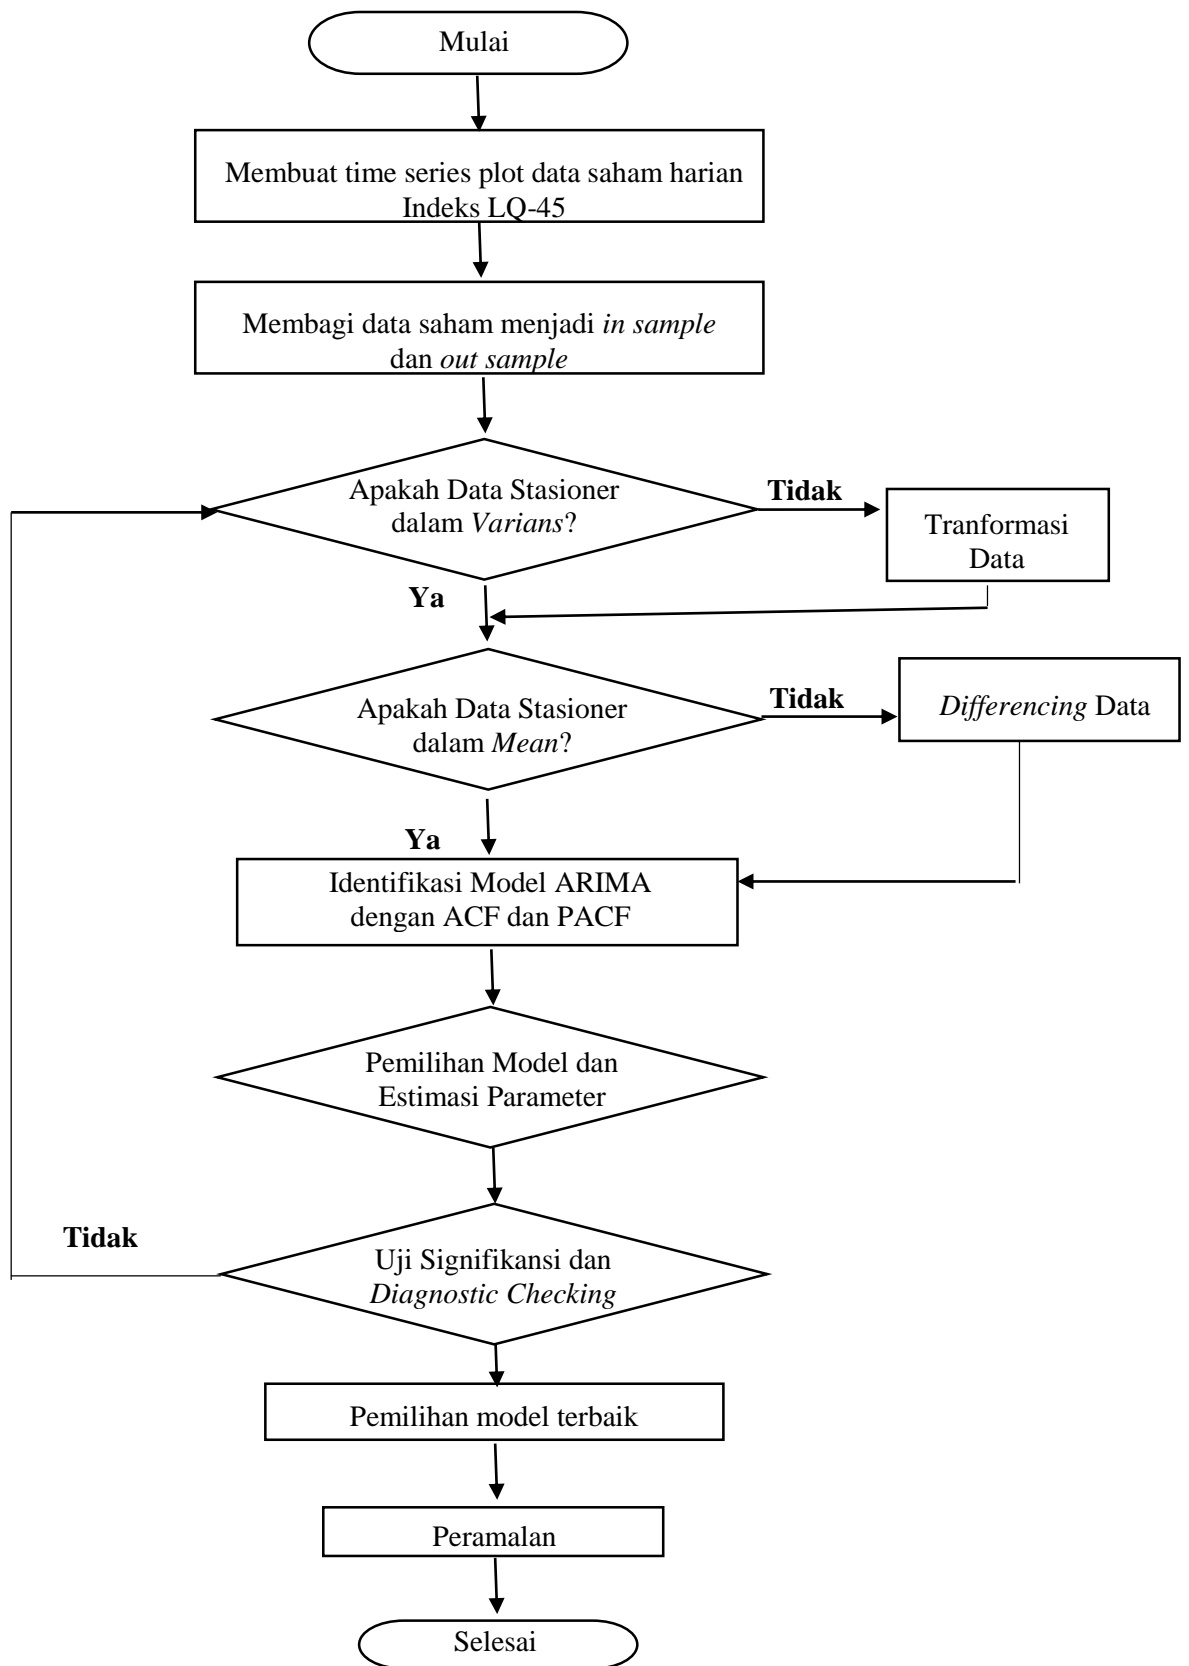 Mulai
Membuat time series plot data saham harian
Indeks LQ-45
Membagi data saham menjadi in sample
dan out sample
Apakah Data Stasioner
dalam Varians?
Tidak
Tranformasi
Data
Ya
Apakah Data Stasioner
dalam Mean?
Tidak
Differencing Data
Ya
Identifikasi Model ARIMA
dengan ACF dan PACF
Pemilihan Model dan
Estimasi Parameter
Tidak
Uji Signifikansi dan
Diagnostic Checking
Pemilihan model terbaik
Peramalan
Selesai